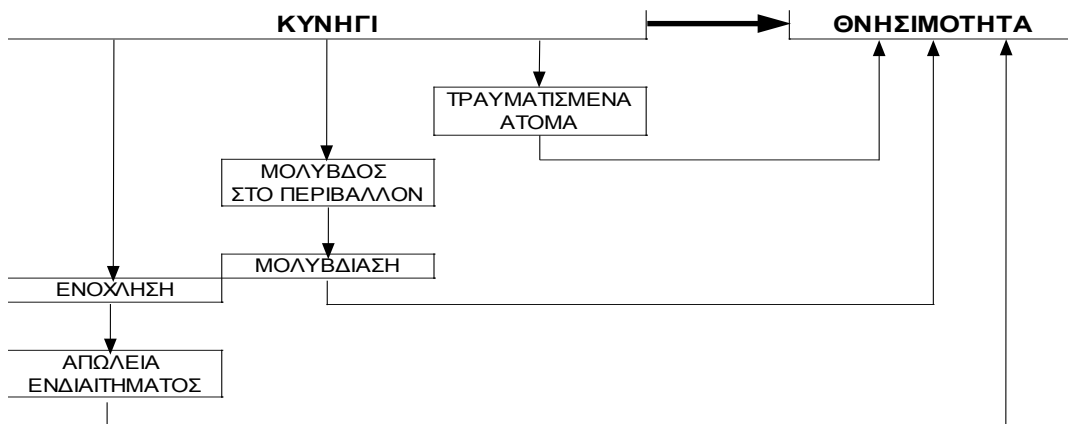 ΚΥΝΗΓΙ
ΘΝΗΣΙΜΟΤΗΤΑ
ΤΡΑΥΜΑΤΙΣΜΕΝΑ
ΑΤΟΜΑ
ΜΟΛΥΒΔΟΣ
ΣΤΟ ΠΕΡΙΒΑΛΛΟΝ
ΜΟΛΥΒΔΙΑΣΗ
ΕΝΟΧΛΗΣΗ
ΑΠΩΛΕΙΑ
ΕΝΔΙΑΙΤΗΜΑΤΟΣ